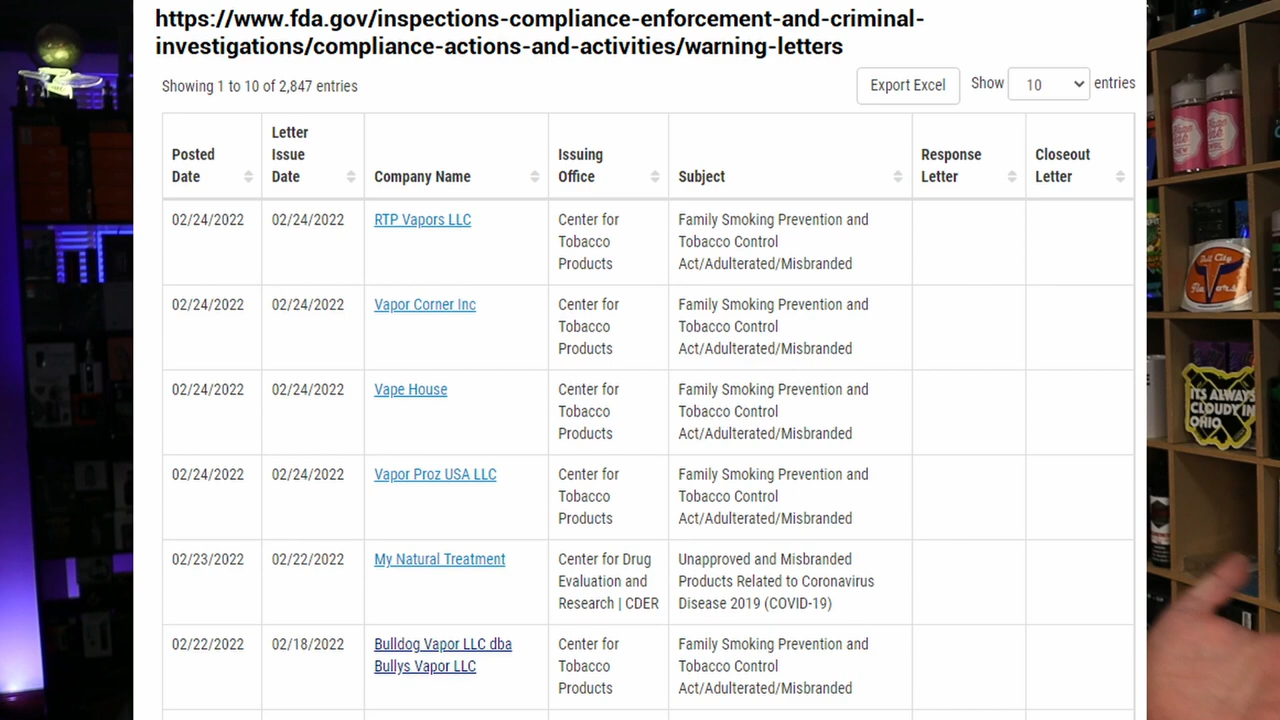 https://www.fda.gov/inspections-compliance-enforcement-and-criminal-
investigations/compliance-actions-and-activities/warning-letters
Showing 1 to 10 of 2,847 entries
Export Excel
Show
10
entries
Posted
Date
Letter
Issue
Date
Company Name
Issuing
Office
Subject
Response
Letter
Closeout
Letter
02/24/2022
02/24/2022
RTP Vapors LLC
Center for
Tobacco
Products
Family Smoking Prevention and
Tobacco Control
Act/Adulterated/Misbranded
02/24/2022
02/24/2022
Vapor Corner Inc
Center for
Tobacco
Products
Family Smoking Prevention and
Tobacco Control
Act/Adulterated/Misbranded
02/24/2022
02/24/2022
Vape House
Center for
Tobacco
Products
Family Smoking Prevention and
Tobacco Control
Act/Adulterated/Misbranded
02/24/2022
02/24/2022
Vapor Proz USA LLC
Center for
Tobacco
Products
Family Smoking Prevention and
Tobacco Control
Act/Adulterated/Misbranded
02/23/2022
02/22/2022
My Natural Treatment
Center for Drug
Evaluation and
Research | CDER
Unapproved and Misbranded
Products Related to Coronavirus
Disease 2019 (COVID-19)
02/22/2022
02/18/2022
Bulldog Vapor LLC dba
Bullys Vapor LLC
Center for
Tobacco
Products
Family Smoking Prevention and
Tobacco Control
Act/Adulterated/Misbranded
City
ITS ALWAYS
CLOUDY IN
OHIO